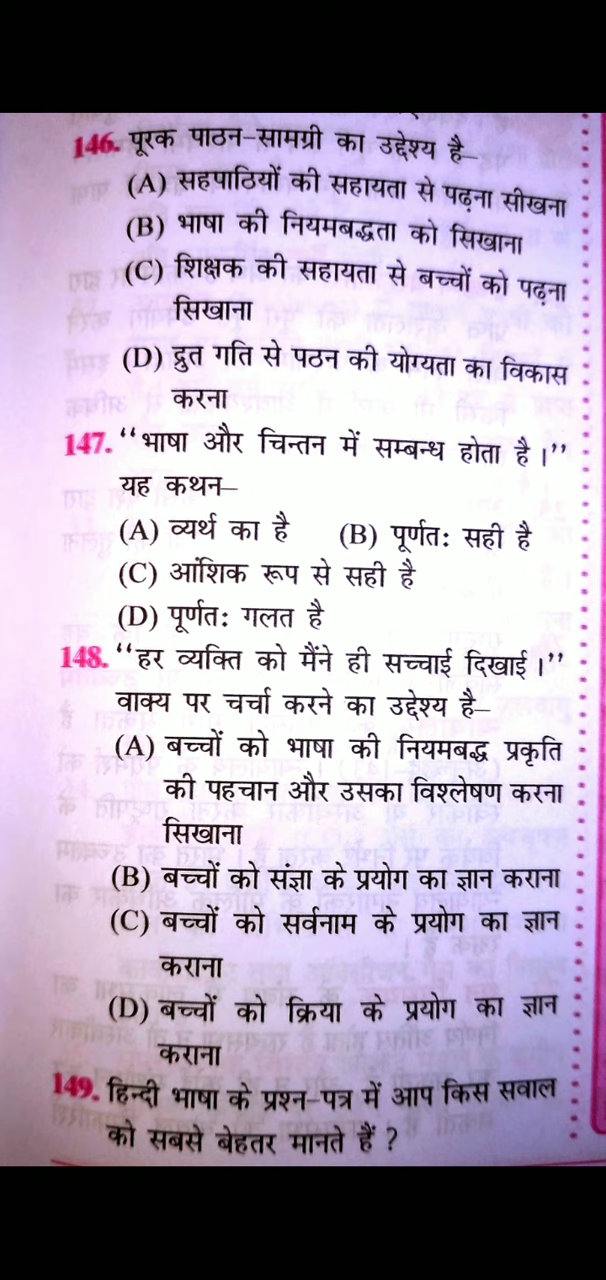 146. पूरक पाठन-सामग्री का उद्देश्य है–
(A) सहपाठियों की सहायता से पढ़ना सीखना
(B) भाषा की नियमबद्धता को सिखाना
(C) शिक्षक की सहायता से बच्चों को पढ़ना
सिखाना
(D) द्रुत गति से पठन की योग्यता का विकास
करना
147. “भाषा और चिन्तन में सम्बन्ध होता है।”
यह कथन–
(A) व्यर्थ का है (B) पूर्णत: सही है
(C) आंशिक रूप से सही है
(D) पूर्णत: गलत है
148. “हर व्यक्ति को मैंने ही सच्चाई दिखाई।”
वाक्य पर चर्चा करने का उद्देश्य है–
(A) बच्चों को भाषा की नियमबद्ध प्रकृति
की पहचान और उसका विश्लेषण करना
सिखाना
(B) बच्चों को संज्ञा के प्रयोग का ज्ञान कराना
(C) बच्चों को सर्वनाम के प्रयोग का ज्ञान
कराना
(D) बच्चों को क्रिया के प्रयोग का ज्ञान
कराना
149. हिन्दी भाषा के प्रश्न-पत्र में आप किस सवाल
को सबसे बेहतर मानते हैं ?